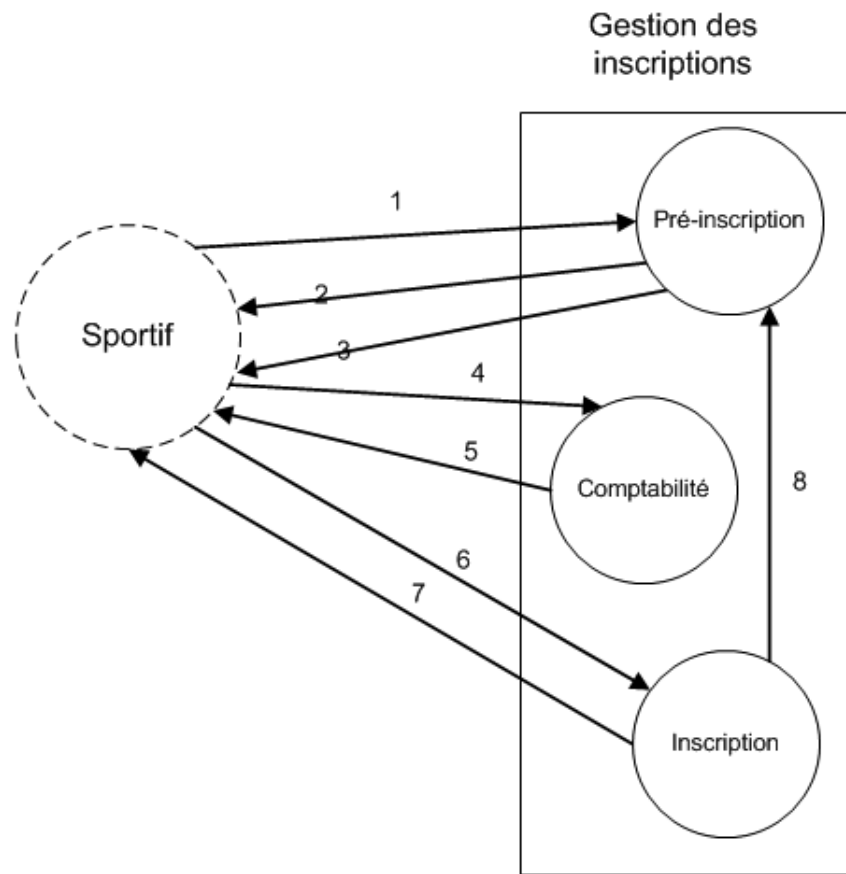 Gestion des
inscriptions
1
Pré-inscription
2
Sportif
3
4
5
Comptabilité
8
6
7
Inscription